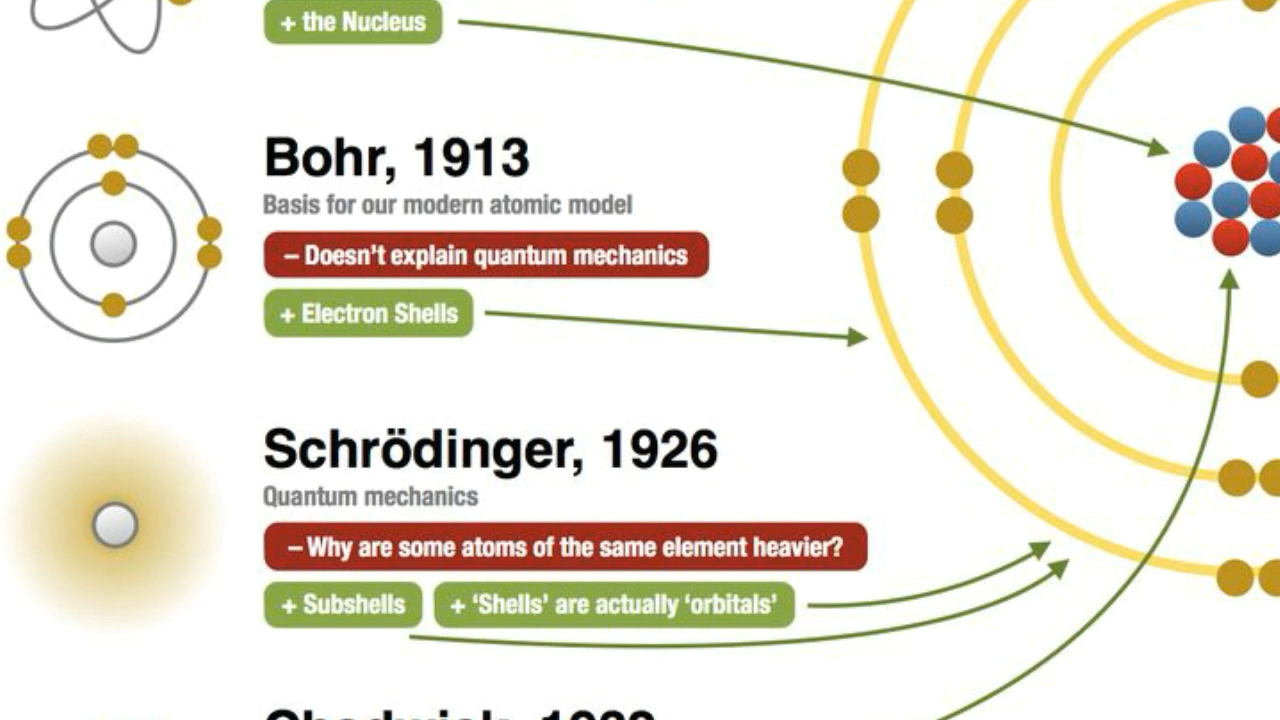 + the Nucleus
Bohr, 1913
Basis for our modern atomic model
– Doesn’t explain quantum mechanics
+ Electron Shells
Schrödinger, 1926
Quantum mechanics
– Why are some atoms of the same element heavier?
+ Subshells
+ ‘Shells’ are actually ‘orbitals’